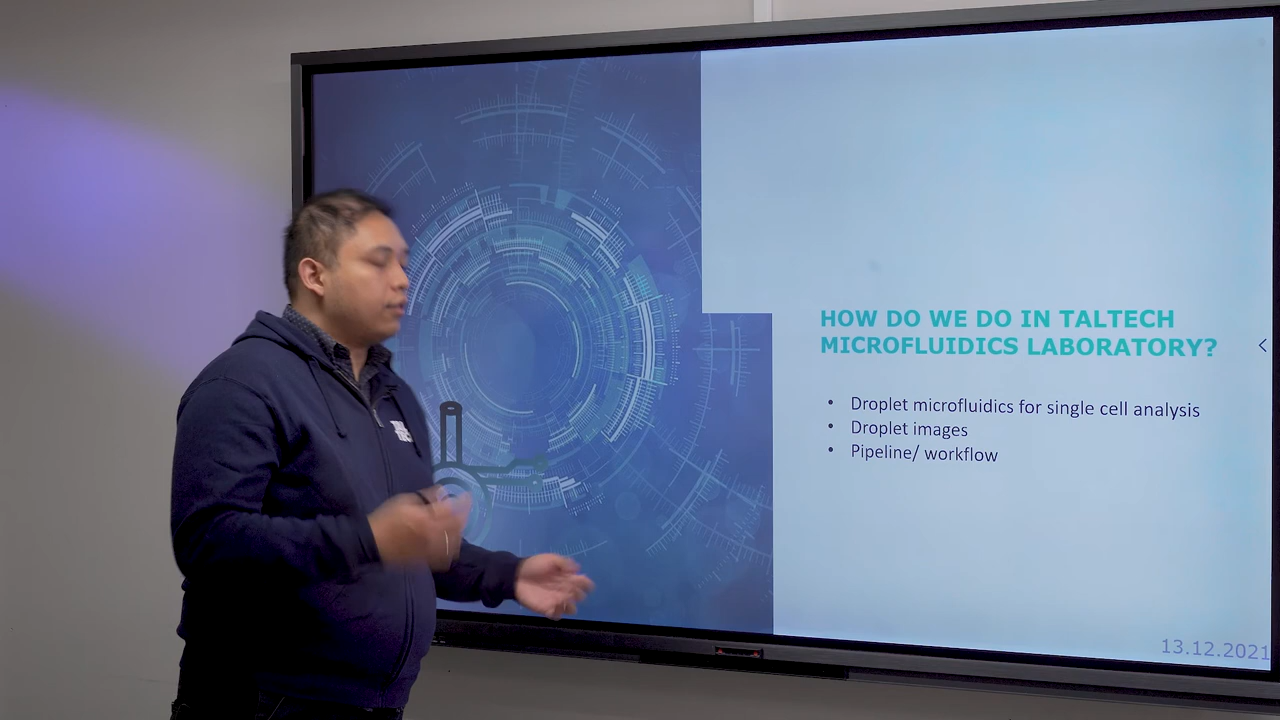 HOW DO WE DO IN TALTECH
MICROFLUIDICS LABORATORY?
• Droplet microfluidics for single cell analysis
• Droplet images
• Pipeline/ workflow
13.12.2021